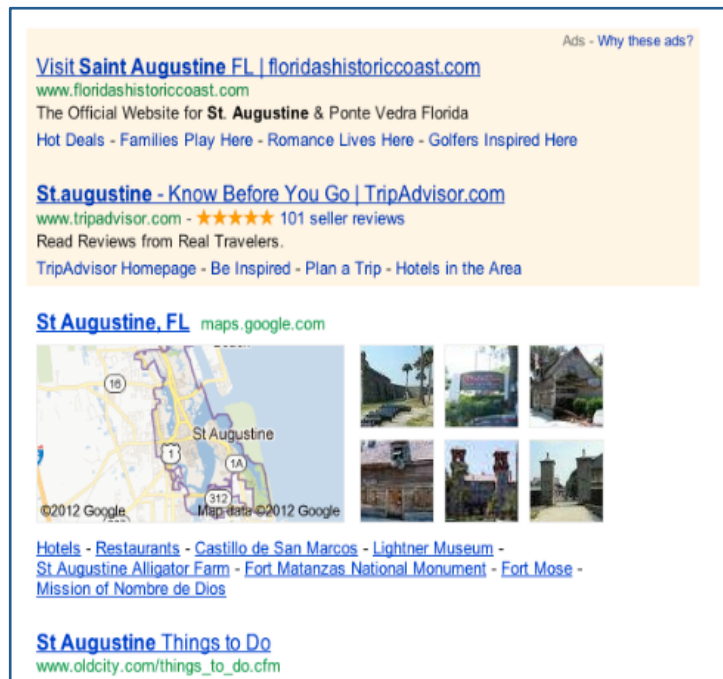 Ads - Why these ads?
Visit Saint Augustine FL | floridashistoriccoast.com
www.floridashistoriccoast.com
The Official Website for St. Augustine & Ponte Vedra Florida
Hot Deals - Families Play Here - Romance Lives Here - Golfers Inspired Here
St.augustine - Know Before You Go | TripAdvisor.com
www.tripadvisor.com - ★★★★★ 101 seller reviews
Read Reviews from Real Travelers.
TripAdvisor Homepage - Be Inspired - Plan a Trip - Hotels in the Area
St Augustine, FL maps.google.com
16
St Augustine
1
1A
312
©2012 Google
Map data ©2012 Google
Hotels - Restaurants - Castillo de San Marcos - Lightner Museum -
St Augustine Alligator Farm - Fort Matanzas National Monument - Fort Mose -
Mission of Nombre de Dios
St Augustine Things to Do
www.oldcity.com/things_to_do.cfm